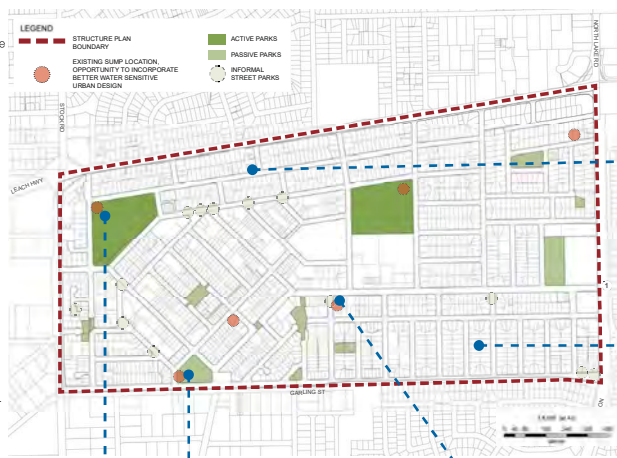 LEGEND
STRUCTURE PLAN
BOUNDARY
EXISTING SUMP LOCATION,
OPPORTUNITY TO INCORPORATE
BETTER WATER SENSITIVE
URBAN DESIGN
ACTIVE PARKS
PASSIVE PARKS
INFORMAL
STREET PARKS
STOCK RD
NORTH LAKE RD
LEACH HWY
GARLING ST